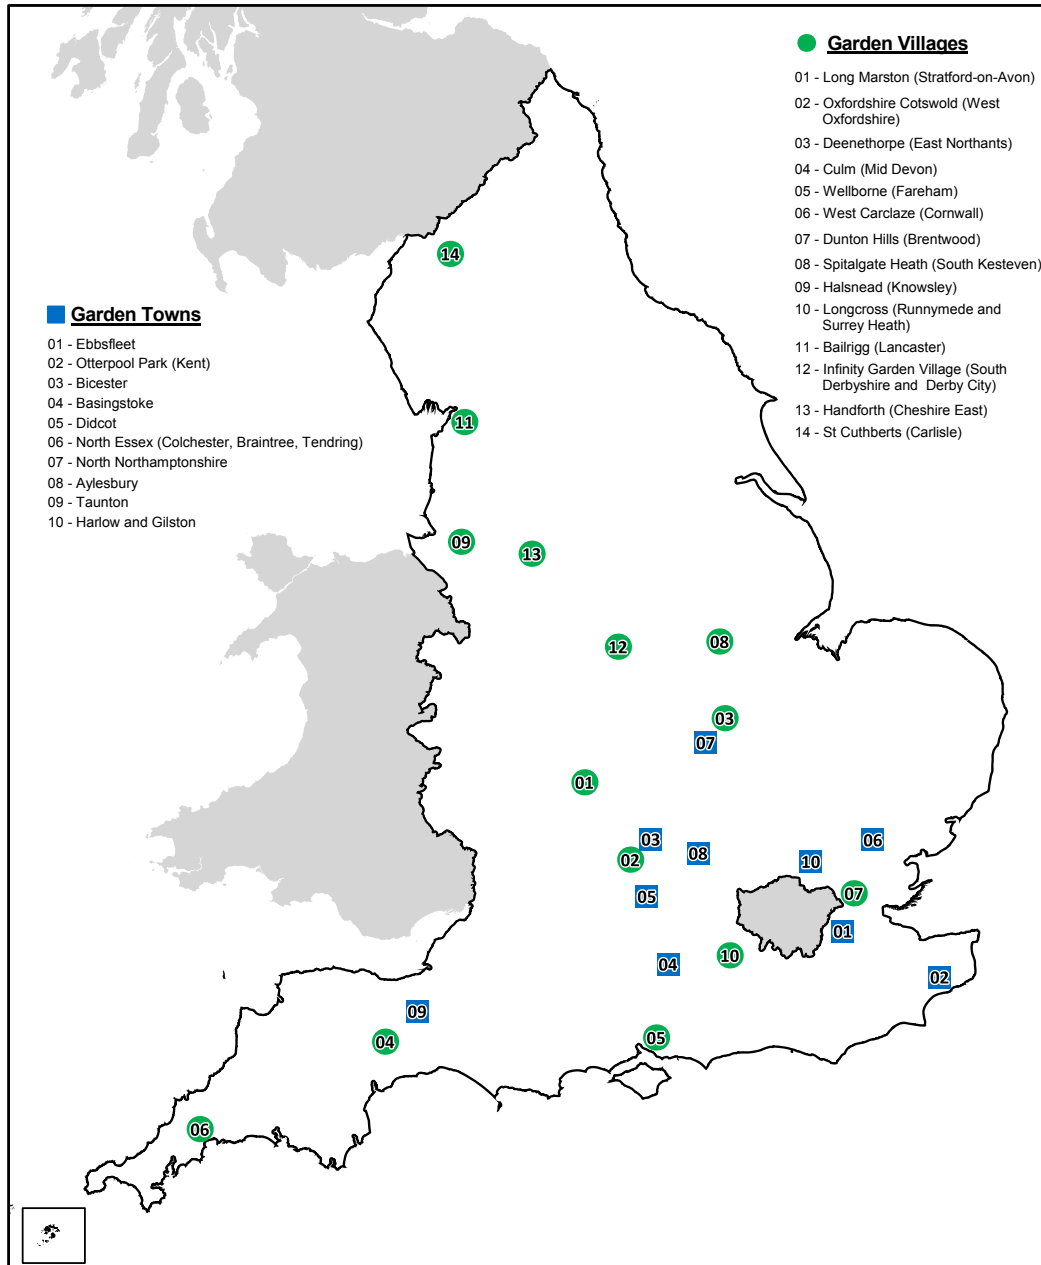 Garden Villages
01 - Long Marston (Stratford-on-Avon)
02 - Oxfordshire Cotswold (West
Oxfordshire)
03 - Deenethorpe (East Northants)
04 - Culm (Mid Devon)
05 - Wellborne (Fareham)
06 - West Carclaze (Cornwall)
07 - Dunton Hills (Brentwood)
08 - Spitalgate Heath (South Kesteven)
09 - Halsnead (Knowsley)
10 - Longcross (Runnymede and
Surrey Heath)
11 - Bailrigg (Lancaster)
12 - Infinity Garden Village (South
Derbyshire and Derby City)
13 - Handforth (Cheshire East)
14 - St Cuthberts (Carlisle)
Garden Towns
01 - Ebbsfleet
02 - Otterpool Park (Kent)
03 - Bicester
04 - Basingstoke
05 - Didcot
06 - North Essex (Colchester, Braintree, Tendring)
07 - North Northamptonshire
08 - Aylesbury
09 - Taunton
10 - Harlow and Gilston
14
11
09
13
12
08
03
07
01
03
06
02
08
10
05
07
01
10
04
02
09
05
04
06